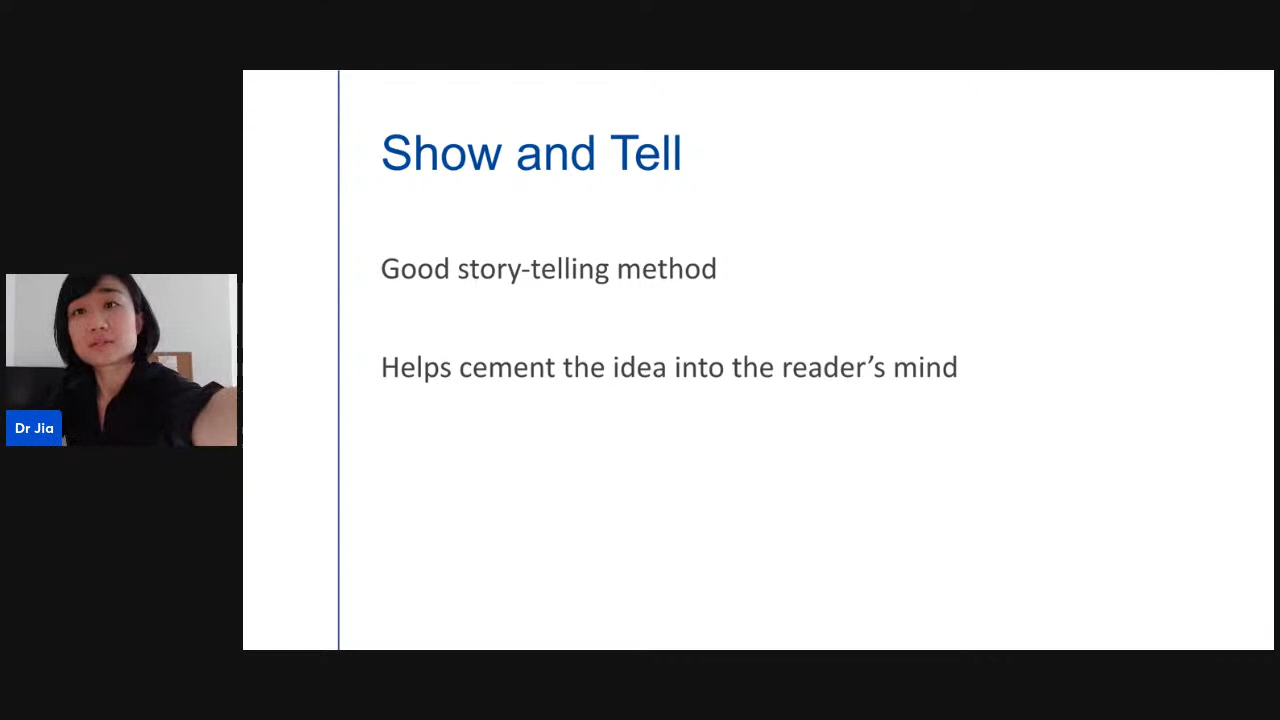 Show and Tell
Good story-telling method
Helps cement the idea into the reader’s mind
Dr Jia